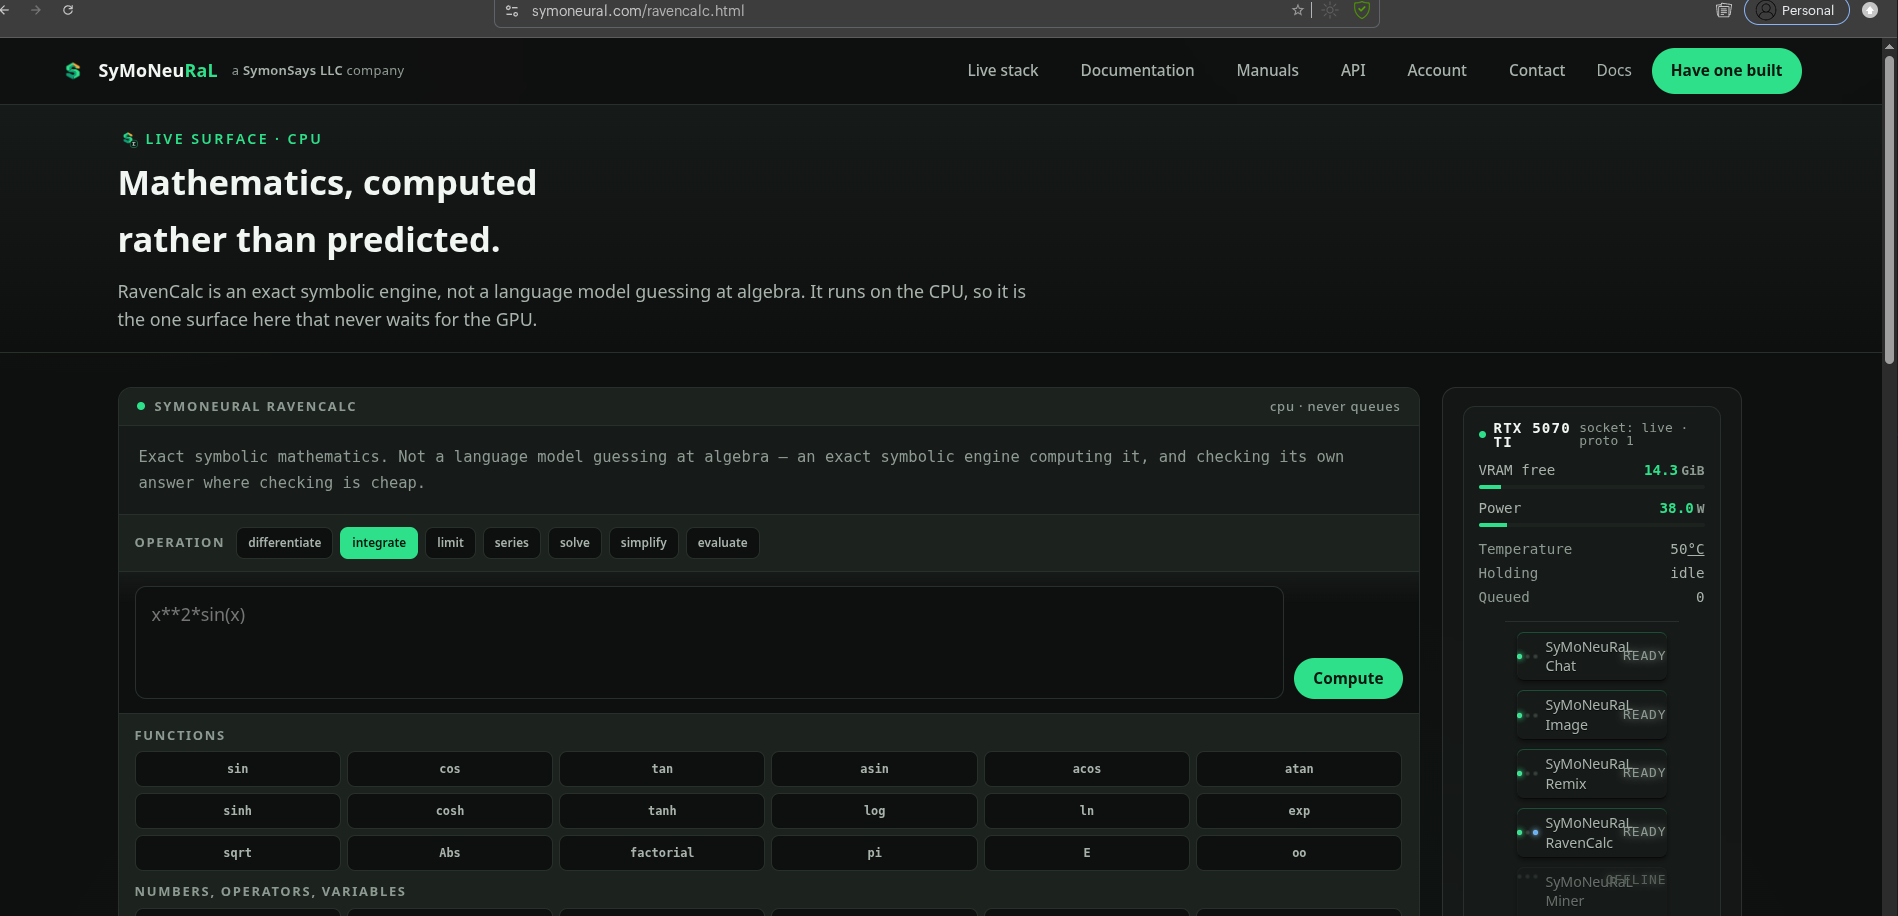 symoneural.com/ravencalc.html
Personal
SyMoNeuRaL a SymonSays LLC company
Live stack Documentation Manuals API Account Contact Docs Have one built
LIVE SURFACE · CPU
Mathematics, computed
rather than predicted.
RavenCalc is an exact symbolic engine, not a language model guessing at algebra. It runs on the CPU, so it is
the one surface here that never waits for the GPU.
SYMONEURAL RAVENCALC
cpu · never queues
Exact symbolic mathematics. Not a language model guessing at algebra — an exact symbolic engine computing it, and checking its own
answer where checking is cheap.
OPERATION differentiate integrate limit series solve simplify evaluate
x**2*sin(x)
Compute
FUNCTIONS
sin cos tan asin acos atan
sinh cosh tanh log ln exp
sqrt Abs factorial pi E oo
NUMBERS, OPERATORS, VARIABLES
RTX 5070
TI
socket: live ·
proto 1
VRAM free 14.3 GiB
Power 38.0 W
Temperature 50°C
Holding idle
Queued 0
SyMoNeuRaL
Chat
READY
SyMoNeuRaL
Image
READY
SyMoNeuRaL
Remix
READY
SyMoNeuRaL
RavenCalc
READY
SyMoNeuRaL
Miner
OFFLINE